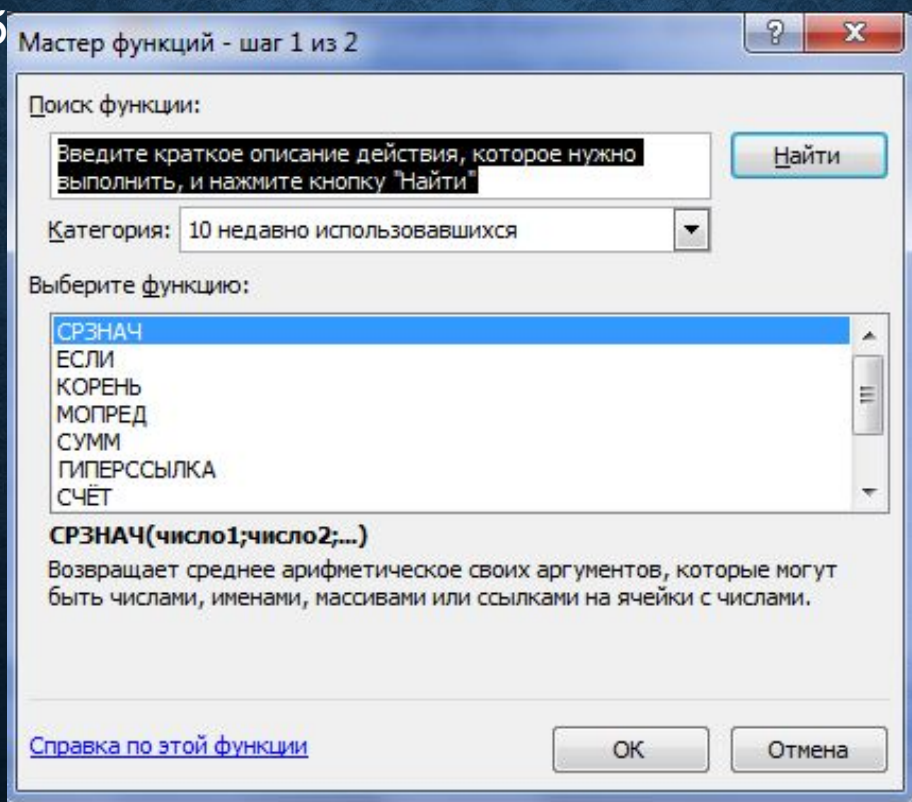 б
Мастер функций - шаг 1 из 2
Поиск функции:
Введите краткое описание действия, которое нужно
выполнить, и нажмите кнопку "Найти"
Найти
Категория: 10 недавно использовавшихся
Выберите функцию:
СРЗНАЧ
ЕСЛИ
КОРЕНЬ
МОПРЕД
СУММ
ГИПЕРССЫЛКА
СЧЁТ
СРЗНАЧ(число1;число2;...)
Возвращает среднее арифметическое своих аргументов, которые могут
быть числами, именами, массивами или ссылками на ячейки с числами.
Справка по этой функции
ОК
Отмена